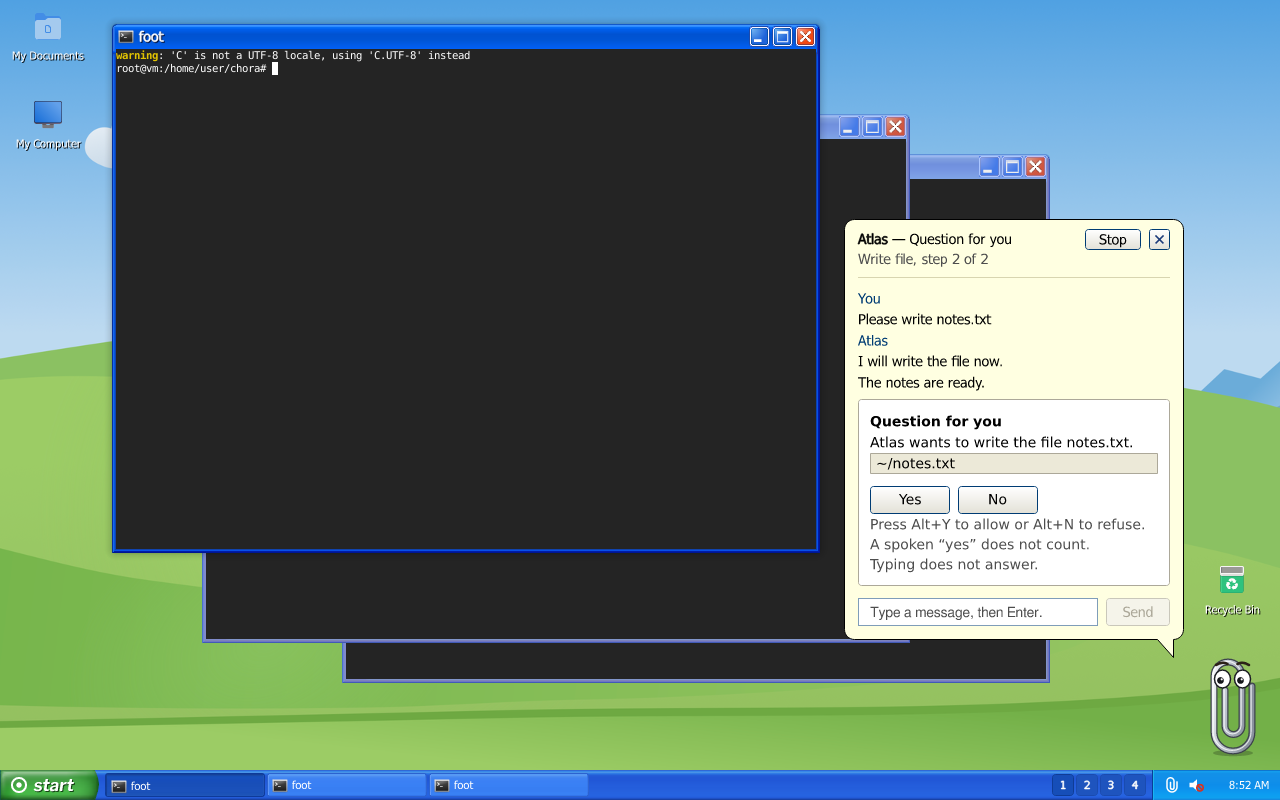 My Documents
My Computer
foot
warning: 'C' is not a UTF-8 locale, using 'C.UTF-8' instead
root@vm:/home/user/chora#
Atlas — Question for you
Stop
Write file, step 2 of 2
You
Please write notes.txt
Atlas
I will write the file now.
The notes are ready.
Question for you
Atlas wants to write the file notes.txt.
~/notes.txt
Yes
No
Press Alt+Y to allow or Alt+N to refuse.
A spoken “yes” does not count.
Typing does not answer.
Type a message, then Enter.
Send
Recycle Bin
start
foot
foot
foot
1
2
3
4
8:52 AM